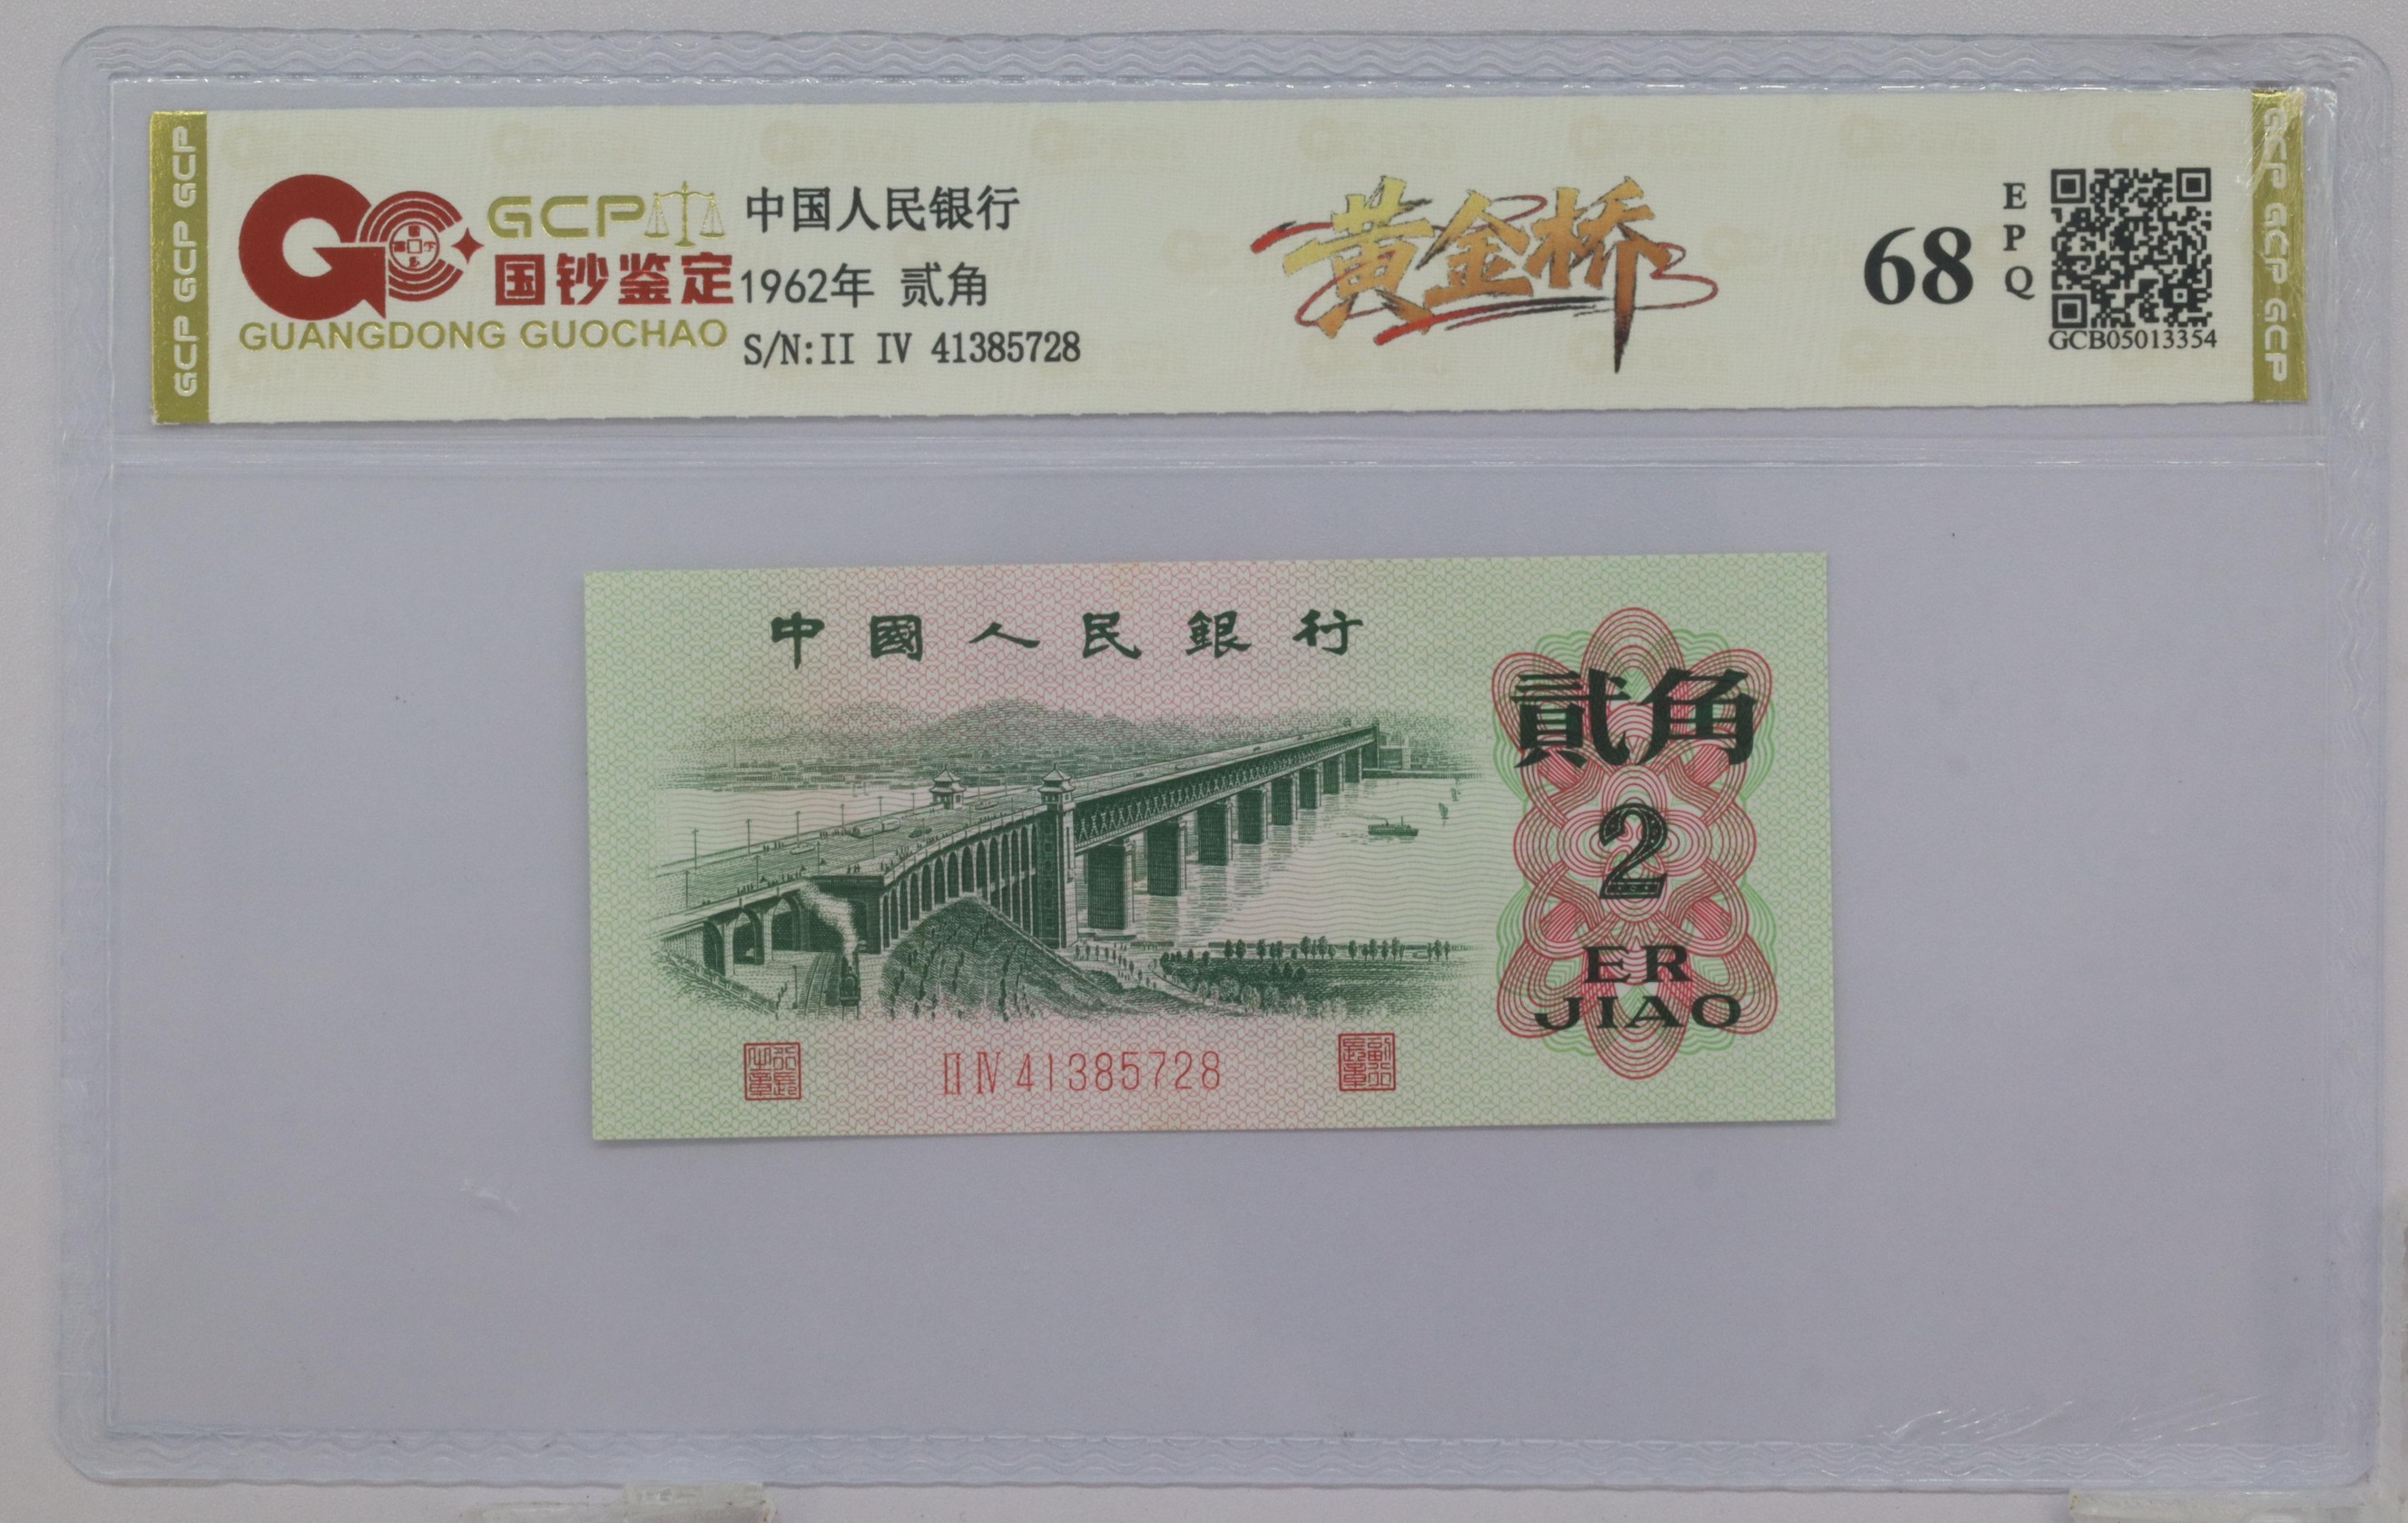 GCP GCP GCP
GCP
国钞鉴定
GUANGDONG GUOCHAO
中国人民银行
1962年 贰角
S/N:II IV 41385728
黄金桥
68
EPQ
GCB05013354
GCP GCP GCP
中國人民銀行
貳角
2
ER
JIAO
II IV 41385728